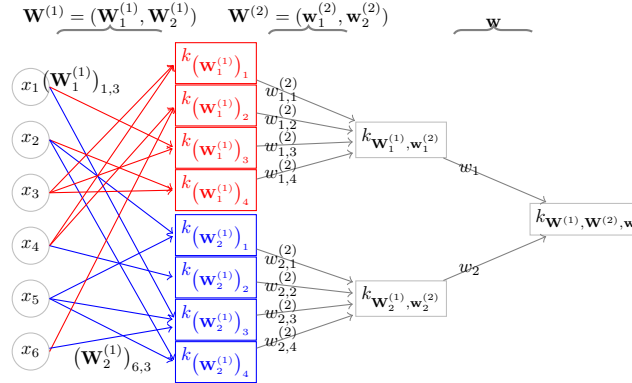 W^(1) = (W_1^(1), W_2^(1)) W^(2) = (w_1^(2), w_2^(2)) w
x_1 (W_1^(1))_{1,3}
x_2
x_3
x_4
x_5
x_6 (W_2^(1))_{6,3}
k_{(W_1^(1))_1}
k_{(W_1^(1))_2}
k_{(W_1^(1))_3}
k_{(W_1^(1))_4}
k_{(W_2^(1))_1}
k_{(W_2^(1))_2}
k_{(W_2^(1))_3}
k_{(W_2^(1))_4}
w_{1,1}^(2)
w_{1,2}^(2)
w_{1,3}^(2)
w_{1,4}^(2)
w_{2,1}^(2)
w_{2,2}^(2)
w_{2,3}^(2)
w_{2,4}^(2)
k_{W_1^(1), w_1^(2)}
k_{W_2^(1), w_2^(2)}
w_1
w_2
k_{W^(1), W^(2), w}